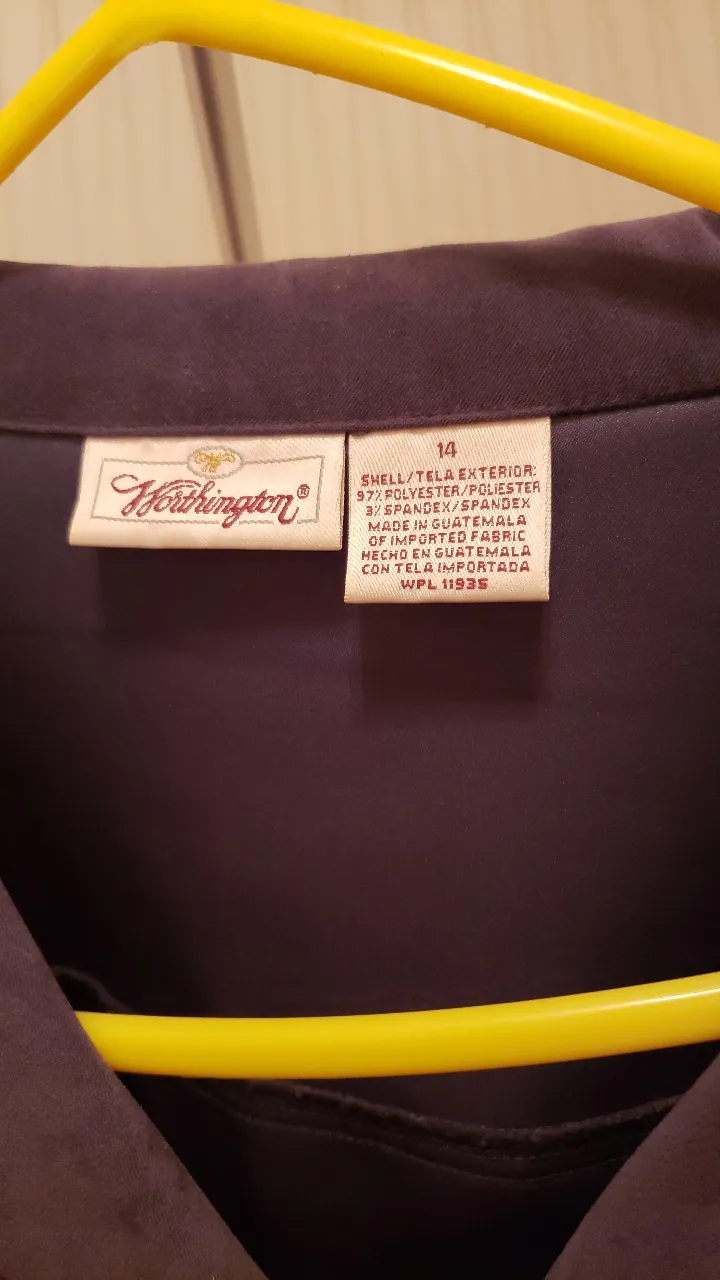 Worthington®
14
SHELL/TELA EXTERIOR:
97% POLYESTER/POLIESTER
3% SPANDEX/SPANDEX
MADE IN GUATEMALA
OF IMPORTED FABRIC
HECHO EN GUATEMALA
CON TELA IMPORTADA
WPL 11935